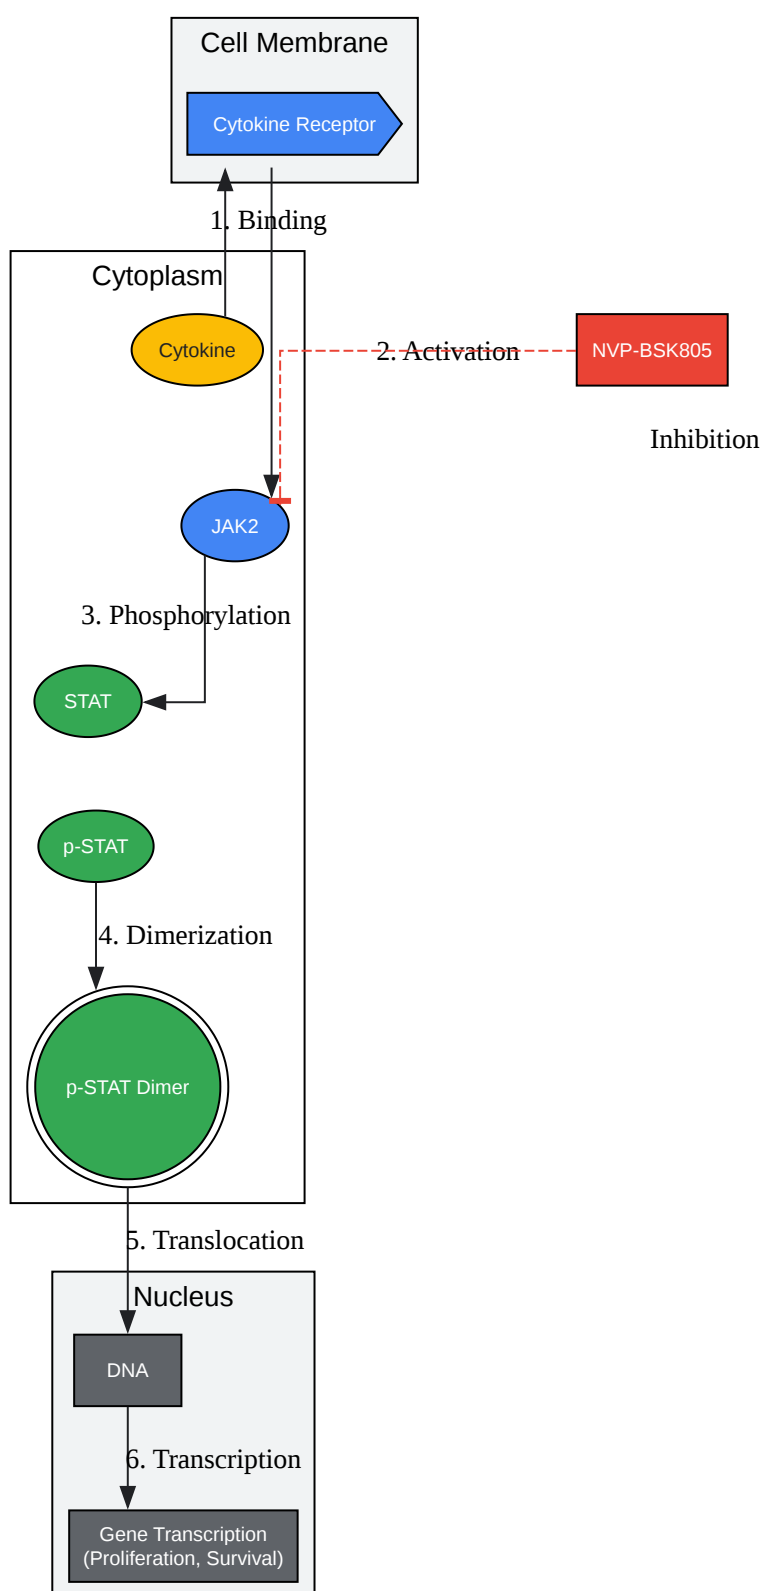 Cell Membrane
Cytokine Receptor
1. Binding
Cytoplasm
Cytokine
2. Activation
NVP-BSK805
Inhibition
JAK2
3. Phosphorylation
STAT
p-STAT
4. Dimerization
p-STAT Dimer
5. Translocation
Nucleus
DNA
6. Transcription
Gene Transcription
(Proliferation, Survival)